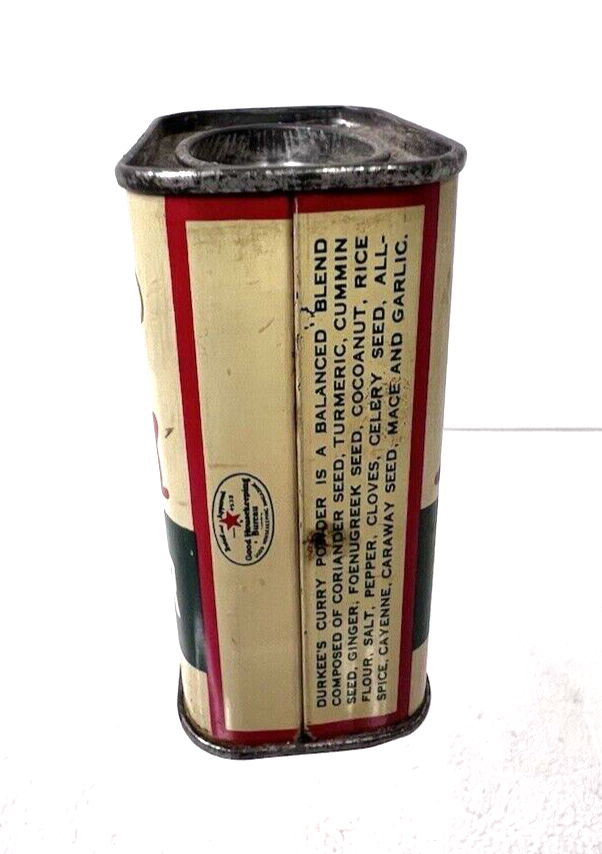 DURKEE'S CURRY POWDER IS A BALANCED BLEND
COMPOSED OF CORIANDER SEED, TURMERIC, CUMMIN
SEED, GINGER, FOENUGREEK SEED, COCOANUT, RICE
FLOUR, SALT, PEPPER, CLOVES, CELERY SEED, ALL-
SPICE, CAYENNE, CARAWAY SEED, MACE AND GARLIC.
Good Housekeeping
Bureau